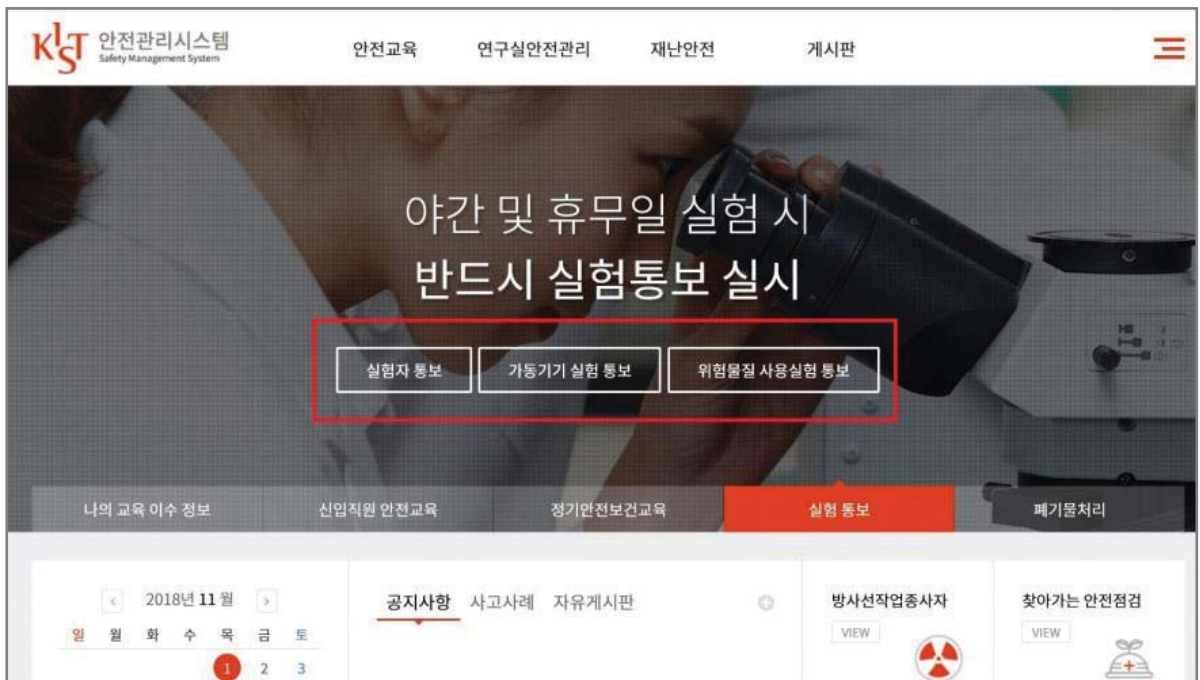 KIST 안전관리시스템
Safety Management System
안전교육 연구실안전관리 재난안전 게시판
야간 및 휴무일 실험 시
반드시 실험통보 실시
실험자 통보 가동기기 실험 통보 위험물질 사용실험 통보
나의 교육 이수 정보 신입직원 안전교육 정기안전보건교육 실험 통보 폐기물처리
< 2018년 11 월 > 공지사항 사고사례 자유게시판 방사선작업종사자 찾아가는 안전점검
VIEW VIEW
일 월 화 수 목 금 토
1 2 3